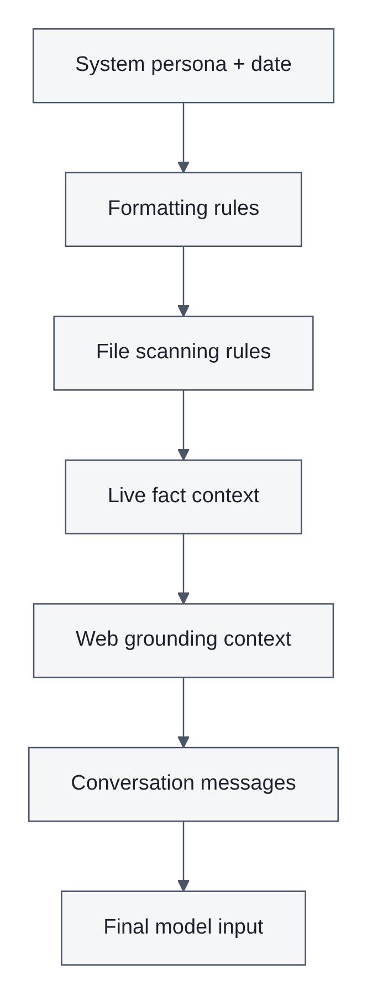 System persona + date
Formatting rules
File scanning rules
Live fact context
Web grounding context
Conversation messages
Final model input